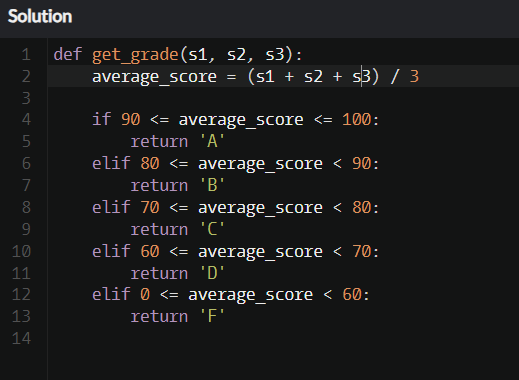 Solution
1 def get_grade(s1, s2, s3):
2     average_score = (s1 + s2 + s3) / 3
3
4     if 90 <= average_score <= 100:
5         return 'A'
6     elif 80 <= average_score < 90:
7         return 'B'
8     elif 70 <= average_score < 80:
9         return 'C'
10     elif 60 <= average_score < 70:
11         return 'D'
12     elif 0 <= average_score < 60:
13         return 'F'
14